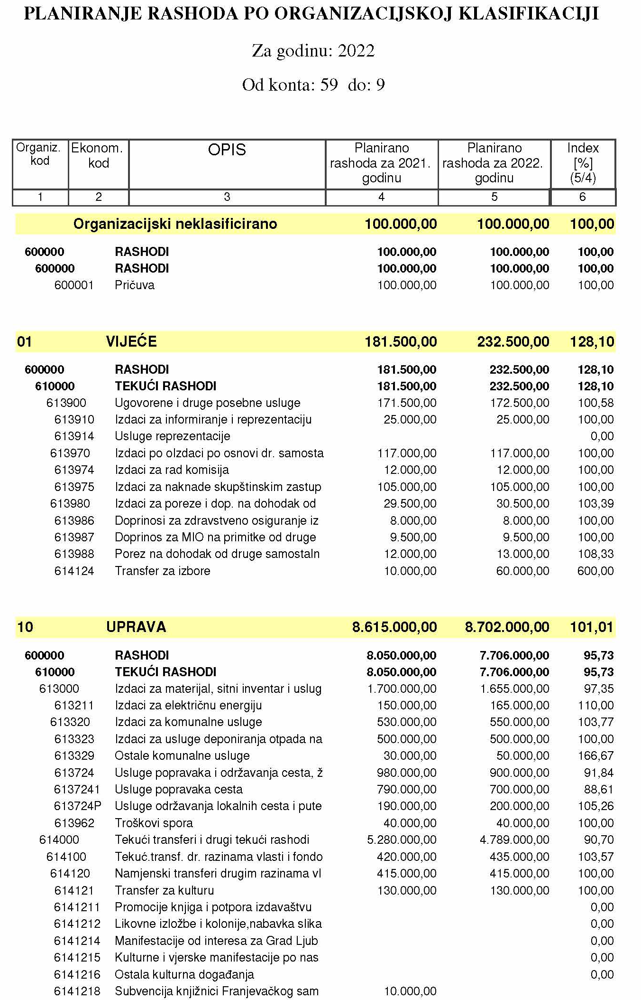 PLANIRANJE RASHODA PO ORGANIZACIJSKOJ KLASIFIKACIJI
Za godinu: 2022
Od konta: 59 do: 9
Organiz. kod Ekonom. kod OPIS Planirano rashoda za 2021. godinu Planirano rashoda za 2022. godinu Index [%] (5/4)
1 2 3 4 5 6
Organizacijski neklasificirano 100.000,00 100.000,00 100,00
600000 RASHODI 100.000,00 100.000,00 100,00
600000 RASHODI 100.000,00 100.000,00 100,00
600001 Pričuva 100.000,00 100.000,00 100,00
01 VIJEĆE 181.500,00 232.500,00 128,10
600000 RASHODI 181.500,00 232.500,00 128,10
610000 TEKUĆI RASHODI 181.500,00 232.500,00 128,10
613900 Ugovorene i druge posebne usluge 171.500,00 172.500,00 100,58
613910 Izdaci za informiranje i reprezentaciju 25.000,00 25.000,00 100,00
613914 Usluge reprezentacije 0,00
613970 Izdaci po oIzdaci po osnovi dr. samosta 117.000,00 117.000,00 100,00
613974 Izdaci za rad komisija 12.000,00 12.000,00 100,00
613975 Izdaci za naknade skupštinskim zastup 105.000,00 105.000,00 100,00
613980 Izdaci za poreze i dop. na dohodak od 29.500,00 30.500,00 103,39
613986 Doprinosi za zdravstveno osiguranje iz 8.000,00 8.000,00 100,00
613987 Doprinos za MIO na primitke od druge 9.500,00 9.500,00 100,00
613988 Porez na dohodak od druge samostaln 12.000,00 13.000,00 108,33
614124 Transfer za izbore 10.000,00 60.000,00 600,00
10 UPRAVA 8.615.000,00 8.702.000,00 101,01
600000 RASHODI 8.050.000,00 7.706.000,00 95,73
610000 TEKUĆI RASHODI 8.050.000,00 7.706.000,00 95,73
613000 Izdaci za materijal, sitni inventar i uslug 1.700.000,00 1.655.000,00 97,35
613211 Izdaci za električnu energiju 150.000,00 165.000,00 110,00
613320 Izdaci za komunalne usluge 530.000,00 550.000,00 103,77
613323 Izdaci za usluge deponiranja otpada na 500.000,00 500.000,00 100,00
613329 Ostale komunalne usluge 30.000,00 50.000,00 166,67
613724 Usluge popravaka i održavanja cesta, ž 980.000,00 900.000,00 91,84
6137241 Usluge popravaka cesta 790.000,00 700.000,00 88,61
613724P Usluge održavanja lokalnih cesta i pute 190.000,00 200.000,00 105,26
613962 Troškovi spora 40.000,00 40.000,00 100,00
614000 Tekući transferi i drugi tekući rashodi 5.280.000,00 4.789.000,00 90,70
614100 Tekuć.transf. dr. razinama vlasti i fondo 420.000,00 435.000,00 103,57
614120 Namjenski transferi drugim razinama vl 415.000,00 415.000,00 100,00
614121 Transfer za kulturu 130.000,00 130.000,00 100,00
6141211 Promocije knjiga i potpora izdavaštvu 0,00
6141212 Likovne izložbe i kolonije,nabavka slika 0,00
6141214 Manifestacije od interesa za Grad Ljub 0,00
6141215 Kulturne i vjerske manifestacije po nas 0,00
6141216 Ostala kulturna događanja 0,00
6141218 Subvencija knjižnici Franjevačkog sam 10.000,00